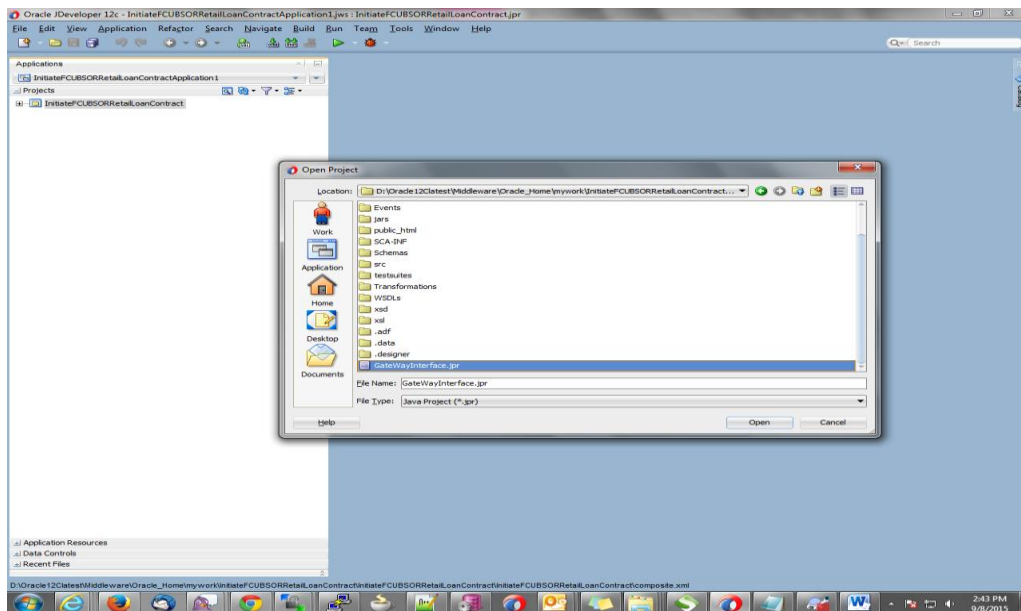 Oracle JDeveloper 12c - InitiateFCUBSORRetailLoanContractApplication1.jws : InitiateFCUBSORRetailLoanContract.jpr
File Edit View Application Refactor Search Navigate Build Run Team Tools Window Help
Search
Applications
InitiateFCUBSORRetailLoanContractApplication1
Projects
InitiateFCUBSORRetailLoanContract
Open Project
Location: D:\Oracle12Clatest\Middleware\Oracle_Home\mywork\InitiateFCUBSORRetailLoanContract...
Work
Application
Home
Desktop
Documents
Events
jars
public_html
SCA-INF
Schemas
src
testsuites
Transformations
WSDLs
xsd
xsl
.adf
.data
.designer
GateWayInterface.jpr
File Name: GateWayInterface.jpr
File Type: Java Project (*.jpr)
Help Open Cancel
Application Resources
Data Controls
Recent Files
D:\Oracle12Clatest\Middleware\Oracle_Home\mywork\InitiateFCUBSORRetailLoanContract\InitiateFCUBSORRetailLoanContract\InitiateFCUBSORRetailLoanContract\composite.xml
2:43 PM
9/8/2015